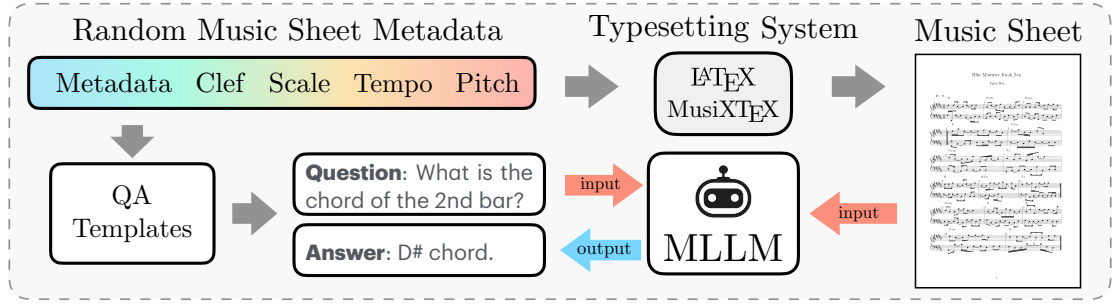 Random Music Sheet Metadata
Typesetting System
Music Sheet
Metadata Clef Scale Tempo Pitch
LATEX
MusiXTEX
QA
Templates
Question: What is the
chord of the 2nd bar?
input
Answer: D# chord.
output
MLLM
input